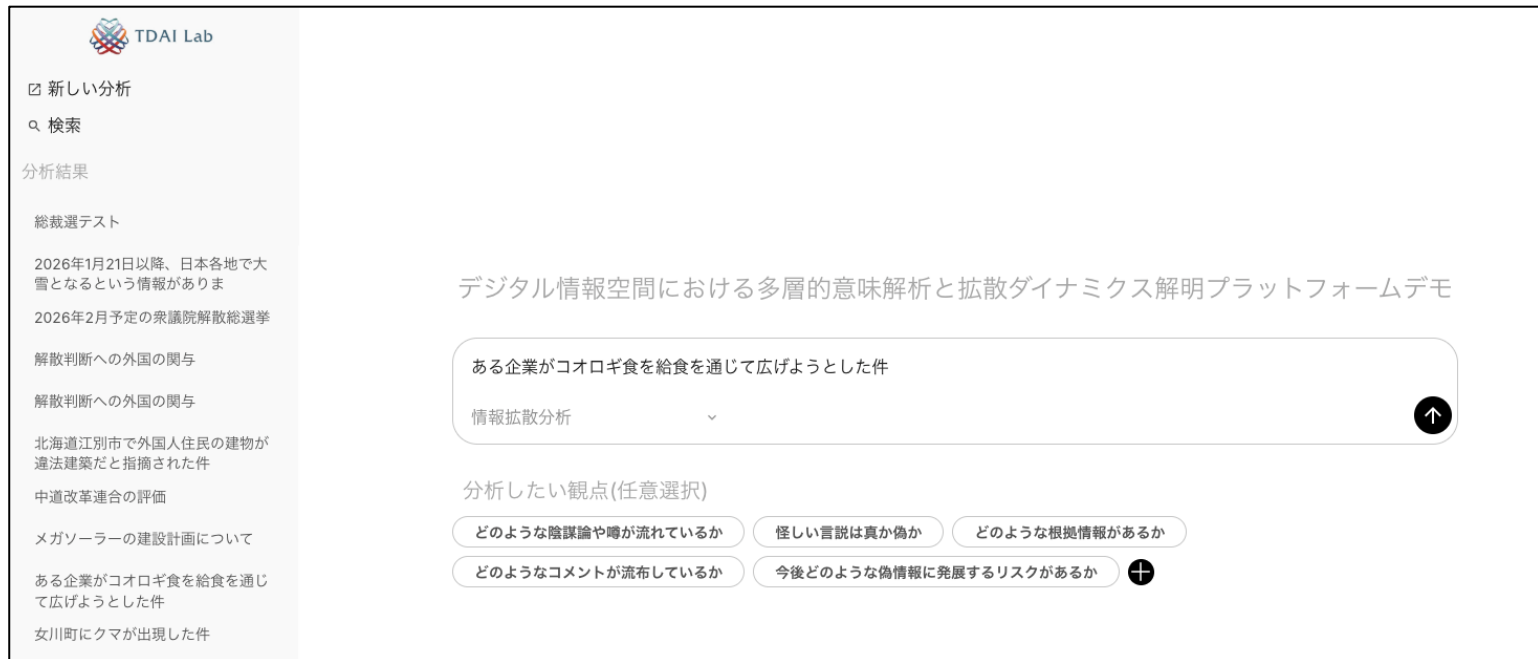 TDAI Lab
新しい分析
検索
分析結果
総裁選テスト
2026年1月21日以降、日本各地で大
雪となるという情報がありま
2026年2月予定の衆議院解散総選挙
解散判断への外国の関与
解散判断への外国の関与
北海道江別市で外国人住民の建物が
違法建築だと指摘された件
中道改革連合の評価
メガソーラーの建設計画について
ある企業がコオロギ食を給食を通じ
て広げようとした件
女川町にクマが出現した件
デジタル情報空間における多層的意味解析と拡散ダイナミクス解明プラットフォームデモ
ある企業がコオロギ食を給食を通じて広げようとした件
情報拡散分析
分析したい観点(任意選択)
どのような陰謀論や噂が流れているか
怪しい言説は真か偽か
どのような根拠情報があるか
どのようなコメントが流布しているか
今後どのような偽情報に発展するリスクがあるか